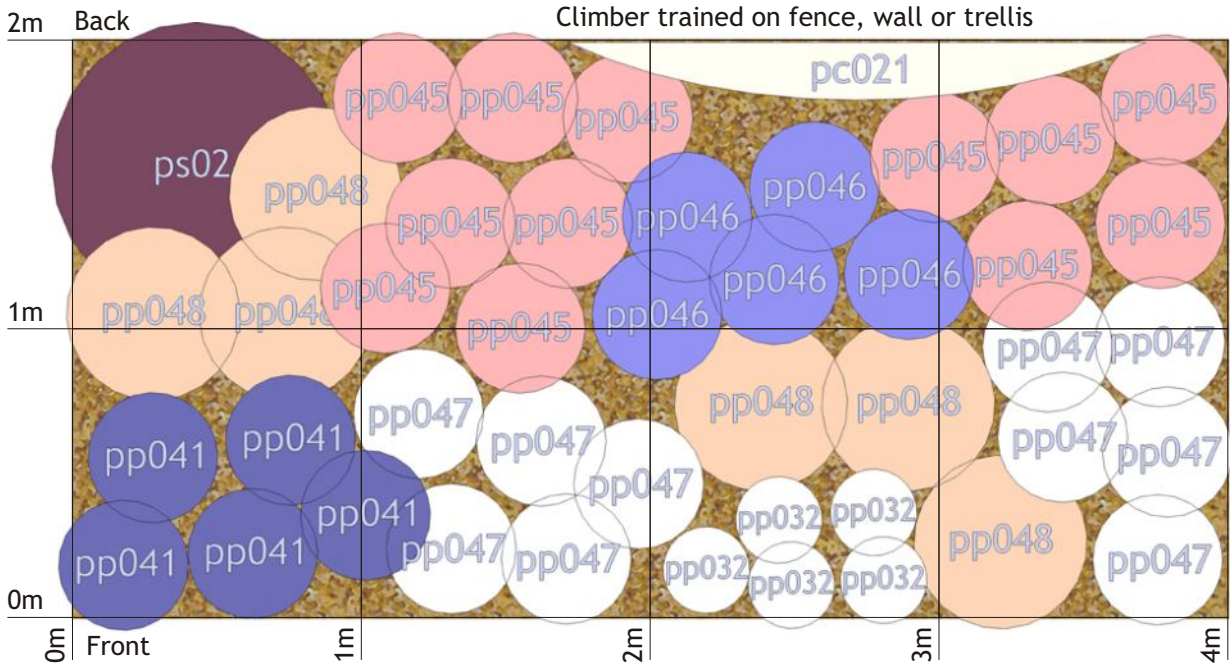 2m Back Climber trained on fence, wall or trellis
pc021
pp045 pp045 pp045 pp045
pp045 pp045
ps02 pp048 pp046
pp045 pp045 pp046 pp045
pp045 pp046 pp046 pp045
pp048 pp048 pp045 pp046
1m
pp047 pp047
pp047 pp048 pp048
pp041 pp041 pp047 pp047 pp047
pp047
pp041 pp032 pp032
pp041 pp041 pp047 pp047 pp032 pp032 pp032 pp048 pp047
0m
0m Front 1m 2m 3m 4m